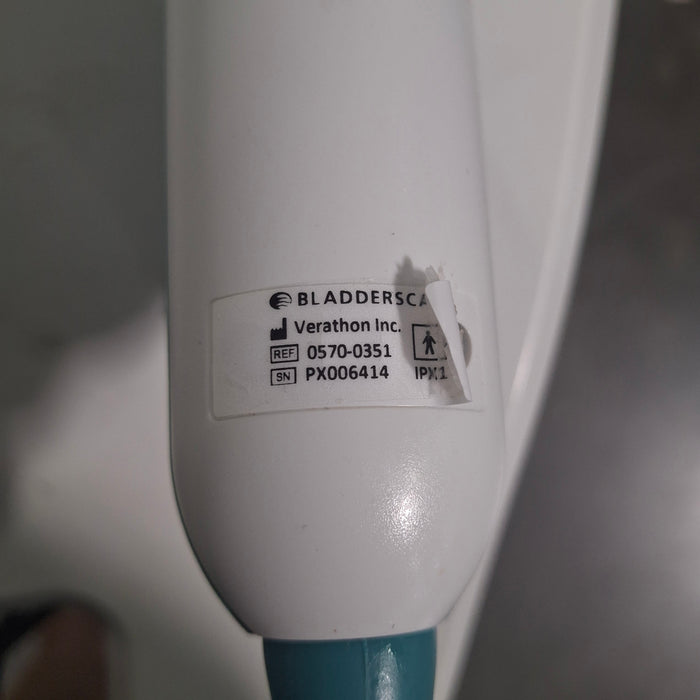 BLADDERSCA
Verathon Inc.
REF 0570-0351
SN PX006414 IPX1